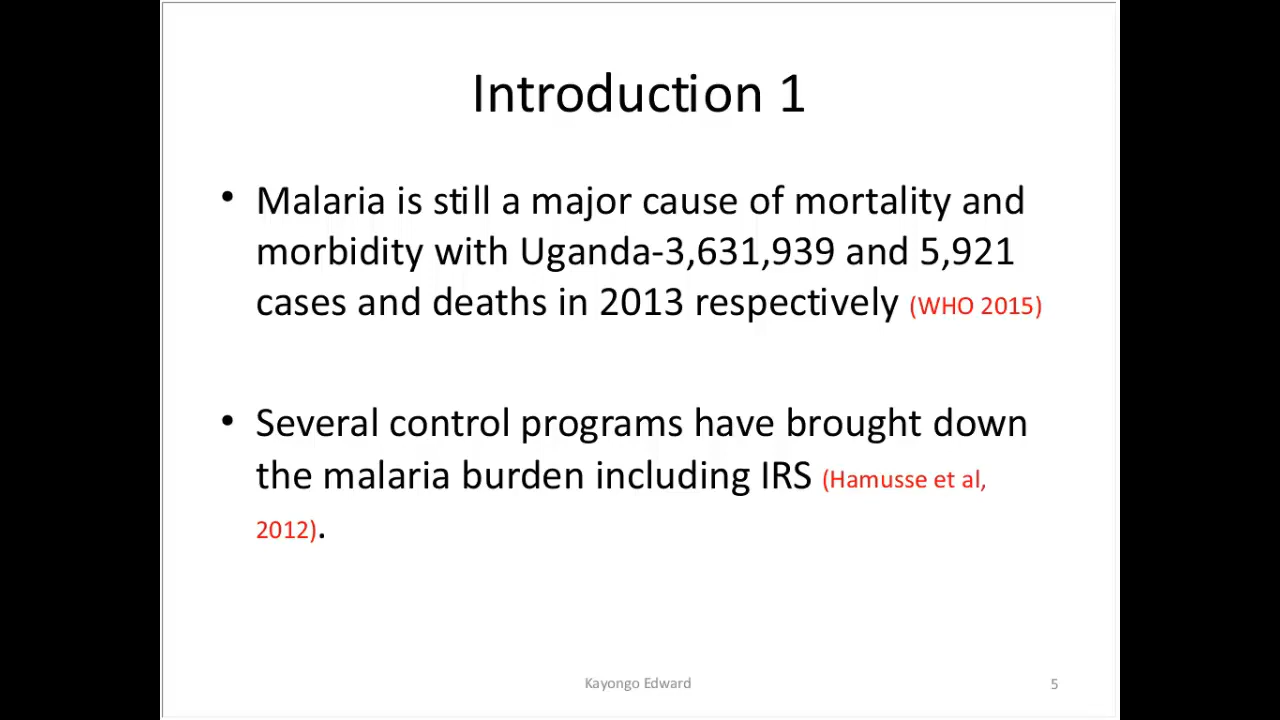 Introduction 1
• Malaria is still a major cause of mortality and
morbidity with Uganda-3,631,939 and 5,921
cases and deaths in 2013 respectively (WHO 2015)
• Several control programs have brought down
the malaria burden including IRS (Hamusse et al,
2012).
Kayongo Edward
5